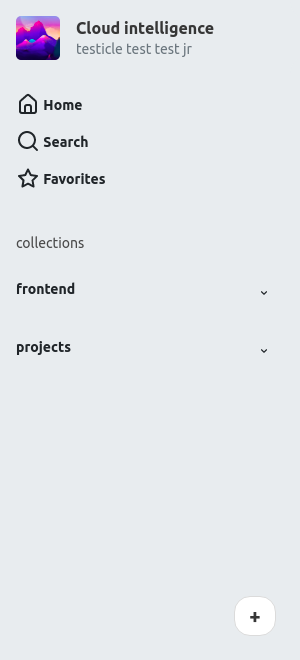 Cloud intelligence
testicle test test jr
Home
Search
Favorites
collections
frontend
projects
+